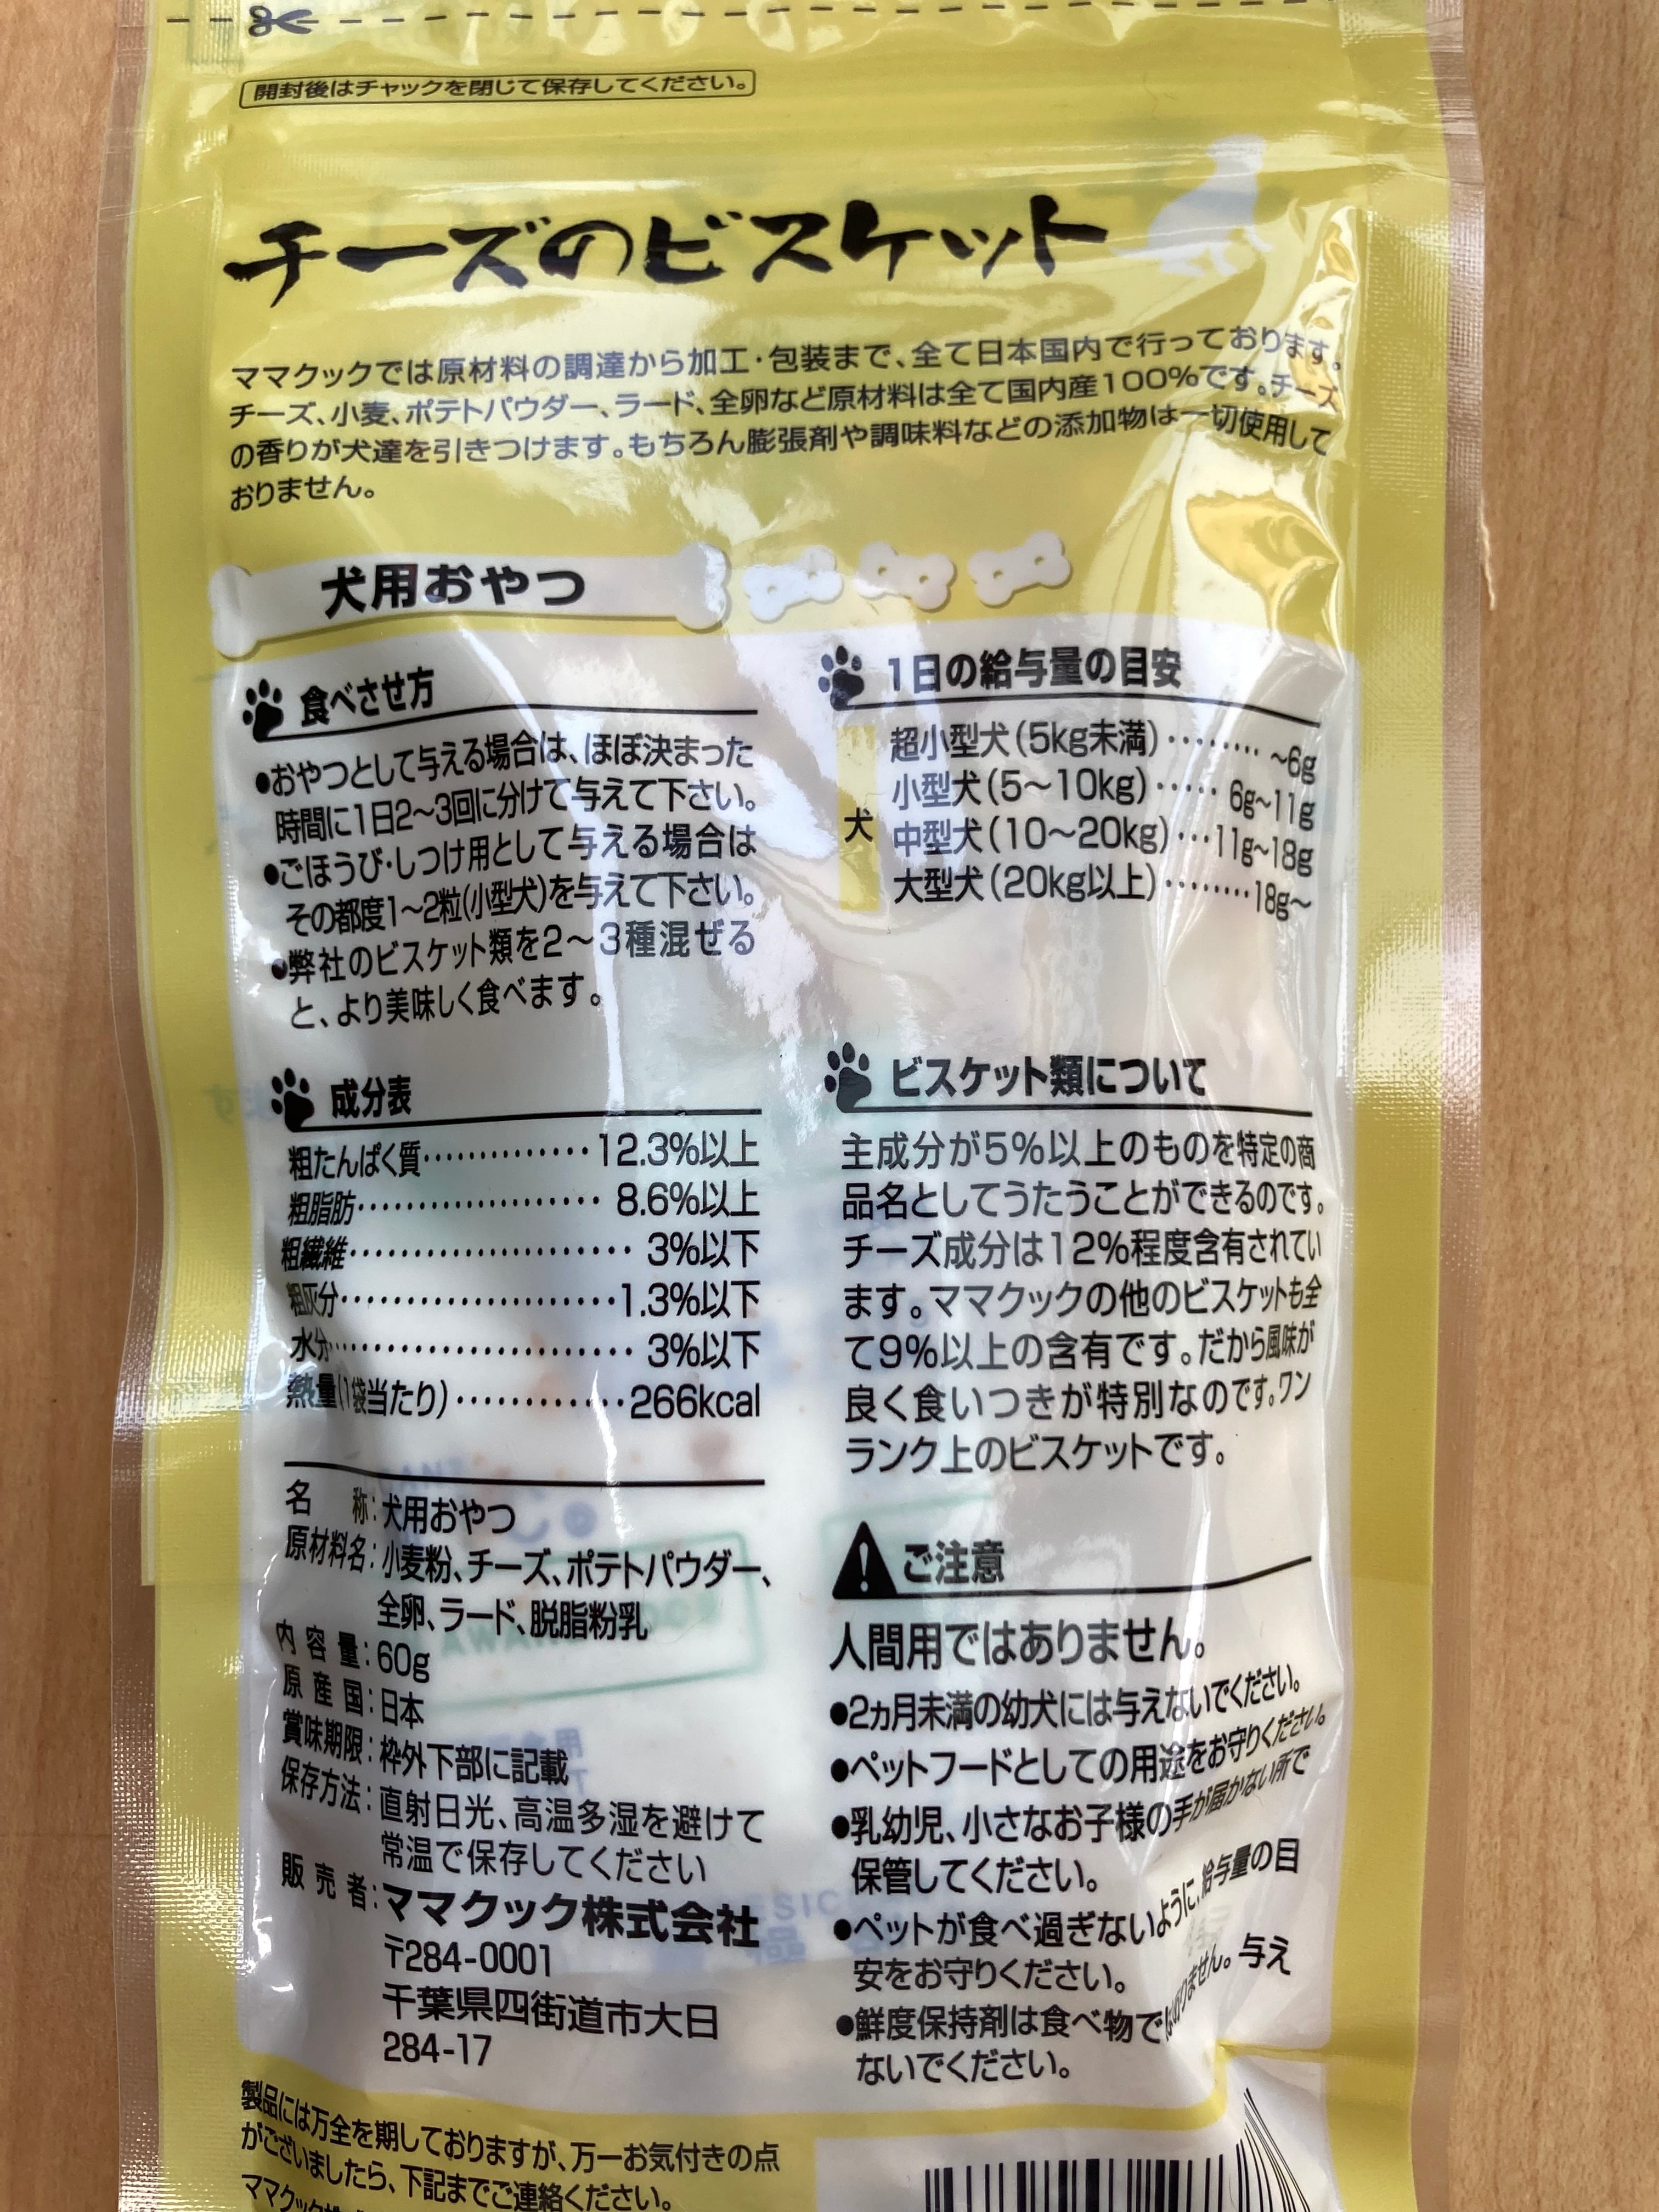 開封後はチャックを閉じて保存してください。
チーズのビスケット
ママクックでは原材料の調達から加工・包装まで、全て日本国内で行っております。
チーズ、小麦、ポテトパウダー、ラード、全卵など原材料は全て国内産100%です。チーズ
の香りが犬達を引きつけます。もちろん膨張剤や調味料などの添加物は一切使用して
おりません。
犬用おやつ
食べさせ方
●おやつとして与える場合は、ほぼ決まった
時間に1日2〜3回に分けて与えて下さい。
●ごほうび・しつけ用として与える場合は
その都度1〜2粒(小型犬)を与えて下さい。
●弊社のビスケット類を2〜3種混ぜる
と、より美味しく食べます。
1日の給与量の目安
犬
超小型犬(5kg未満)········ ~6g
小型犬(5〜10kg)····· 6g~11g
中型犬(10〜20kg)···11g~18g
大型犬(20kg以上)········18g~
成分表
粗たんぱく質··············12.3%以上
粗脂肪···················· 8.6%以上
粗繊維······················· 3%以下
粗灰分······················1.3%以下
水分························· 3%以下
熱量(1袋当たり)············266kcal
ビスケット類について
主成分が5%以上のものを特定の商
品名としてうたうことができるのです。
チーズ成分は12%程度含有されてい
ます。ママクックの他のビスケットも全
て9%以上の含有です。だから風味が
良く食いつきが特別なのです。ワン
ランク上のビスケットです。
名 称:犬用おやつ
原材料名:小麦粉、チーズ、ポテトパウダー、
全卵、ラード、脱脂粉乳
内容量:60g
原産国:日本
賞味期限:枠外下部に記載
保存方法:直射日光、高温多湿を避けて
常温で保存してください
販売者:ママクック株式会社
〒284-0001
千葉県四街道市大日
284-17
ご注意
人間用ではありません。
●2ヵ月未満の幼犬には与えないでください。
●ペットフードとしての用途をお守りください。
●乳幼児、小さなお子様の手が届かない所で
保管してください。
●ペットが食べ過ぎないように、給与量の目
安をお守りください。
●鮮度保持剤は食べ物ではありません。与え
ないでください。
製品には万全を期しておりますが、万一お気付きの点
がございましたら、下記までご連絡ください。